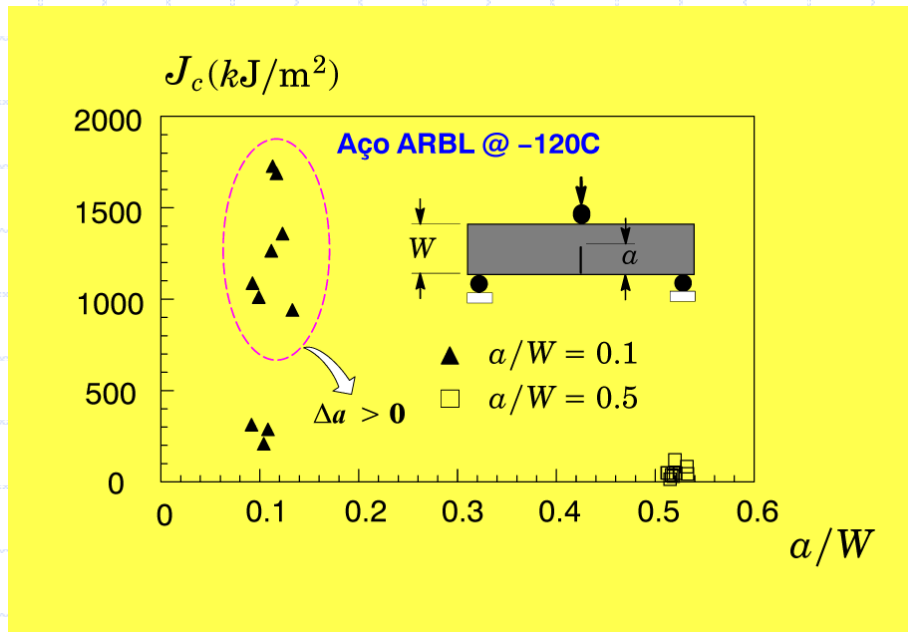 J_c (kJ/m²)
2000
Aço ARBL @ −120C
1500
W
a
1000
a/W = 0.1
500
a/W = 0.5
Δa > 0
0
0
0.1
0.2
0.3
0.4
0.5
0.6
a/W